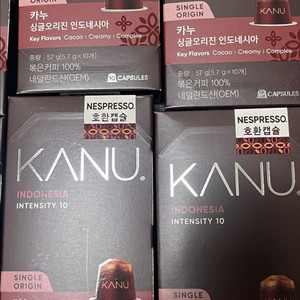 SINGLE
ORIGIN
카누
싱글오리진 인도네시아
Key Flavors Cacao | Creamy | Complex
중량 : 57 g(5.7 g×10개)
볶은커피 100%
네덜란드산(OEM)
10 CAPSULES
KANU
카누
싱글오리진 인도네시아
Key Flavors Cacao | Creamy | Complex
중량 : 57 g(5.7 g×10개)
볶은커피 100%
네덜란드산(OEM)
CAPSULES
KANU
NESPRESSO.
호환캡슐
KANU.
INDONESIA
INTENSITY 10
SINGLE
ORIGIN
KANU
NESPRESSO.
호환캡슐
KANU.
INDONESIA
INTENSITY 10
SINGLE
ORIGIN
KANU